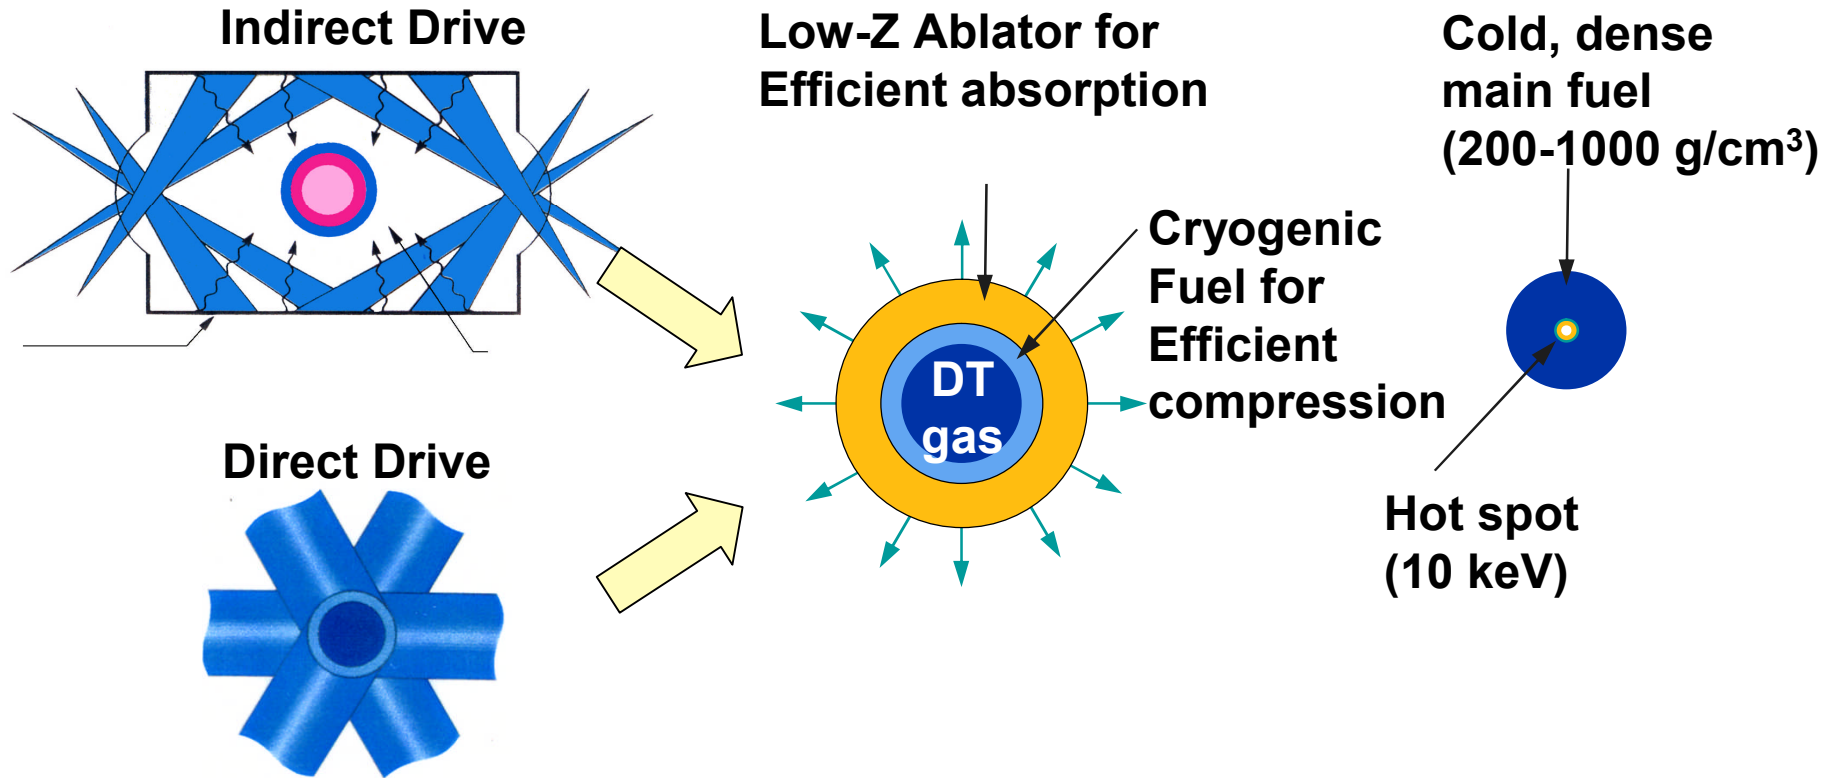 Indirect Drive
Low-Z Ablator for
Efficient absorption
Cold, dense
main fuel
(200-1000 g/cm³)
Cryogenic
Fuel for
Efficient
compression
DT
gas
Direct Drive
Hot spot
(10 keV)